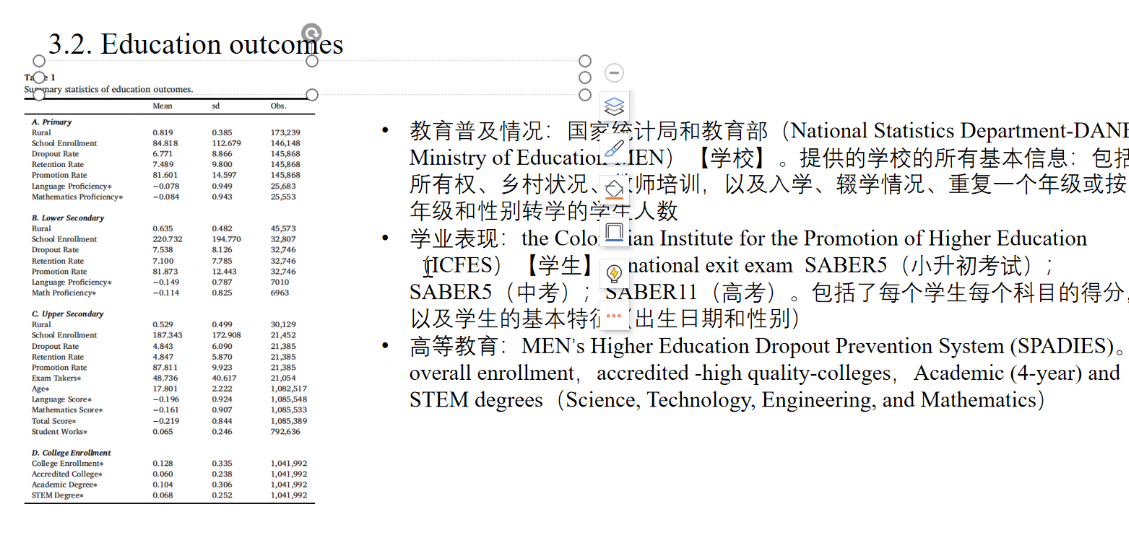 3.2. Education outcomes
1
Summary statistics of education outcomes.
Mean sd Obs.
A. Primary
Rural 0.819 0.385 173,239
School Enrollment 84.818 112.679 146,148
Dropout Rate 6.771 8.866 145,868
Retention Rate 7.489 9.800 145,868
Promotion Rate 81.601 14.597 145,868
Language Proficiency+ −0.078 0.949 25,683
Mathematics Proficiency+ −0.084 0.943 25,553
B. Lower Secondary
Rural 0.635 0.482 45,573
School Enrollment 220.732 194.770 32,807
Dropout Rate 7.538 8.126 32,746
Retention Rate 7.100 7.785 32,746
Promotion Rate 81.873 12.443 32,746
Language Proficiency+ −0.149 0.787 7010
Math Proficiency+ −0.114 0.825 6963
C. Upper Secondary
Rural 0.529 0.499 30,129
School Enrollment 187.343 172.908 21,452
Dropout Rate 4.843 6.090 21,385
Retention Rate 4.847 5.870 21,385
Promotion Rate 87.811 9.923 21,385
Exam Takers+ 48.736 40.617 21,054
Age+ 17.801 2.222 1,082,517
Language Score+ −0.196 0.924 1,085,548
Mathematics Score+ −0.161 0.907 1,085,533
Total Score+ −0.219 0.844 1,085,389
Student Works+ 0.065 0.246 792,636
D. College Enrollment
College Enrollment+ 0.128 0.335 1,041,992
Accredited College+ 0.060 0.238 1,041,992
Academic Degree+ 0.104 0.306 1,041,992
STEM Degree+ 0.068 0.252 1,041,992
• 教育普及情况：国家统计局和教育部（National Statistics Department-DANE
Ministry of Education MEN）【学校】。提供的学校的所有基本信息：包括
所有权、乡村状况、教师培训，以及入学、辍学情况、重复一个年级或按
年级和性别转学的学生人数
• 学业表现：the Colombian Institute for the Promotion of Higher Education
（ICFES）【学生】 national exit exam SABER5（小升初考试）；
SABER5（中考）；SABER11（高考）。包括了每个学生每个科目的得分，
以及学生的基本特征（出生日期和性别）
• 高等教育：MEN's Higher Education Dropout Prevention System (SPADIES)。
overall enrollment，accredited -high quality-colleges，Academic (4-year) and
STEM degrees（Science, Technology, Engineering, and Mathematics）